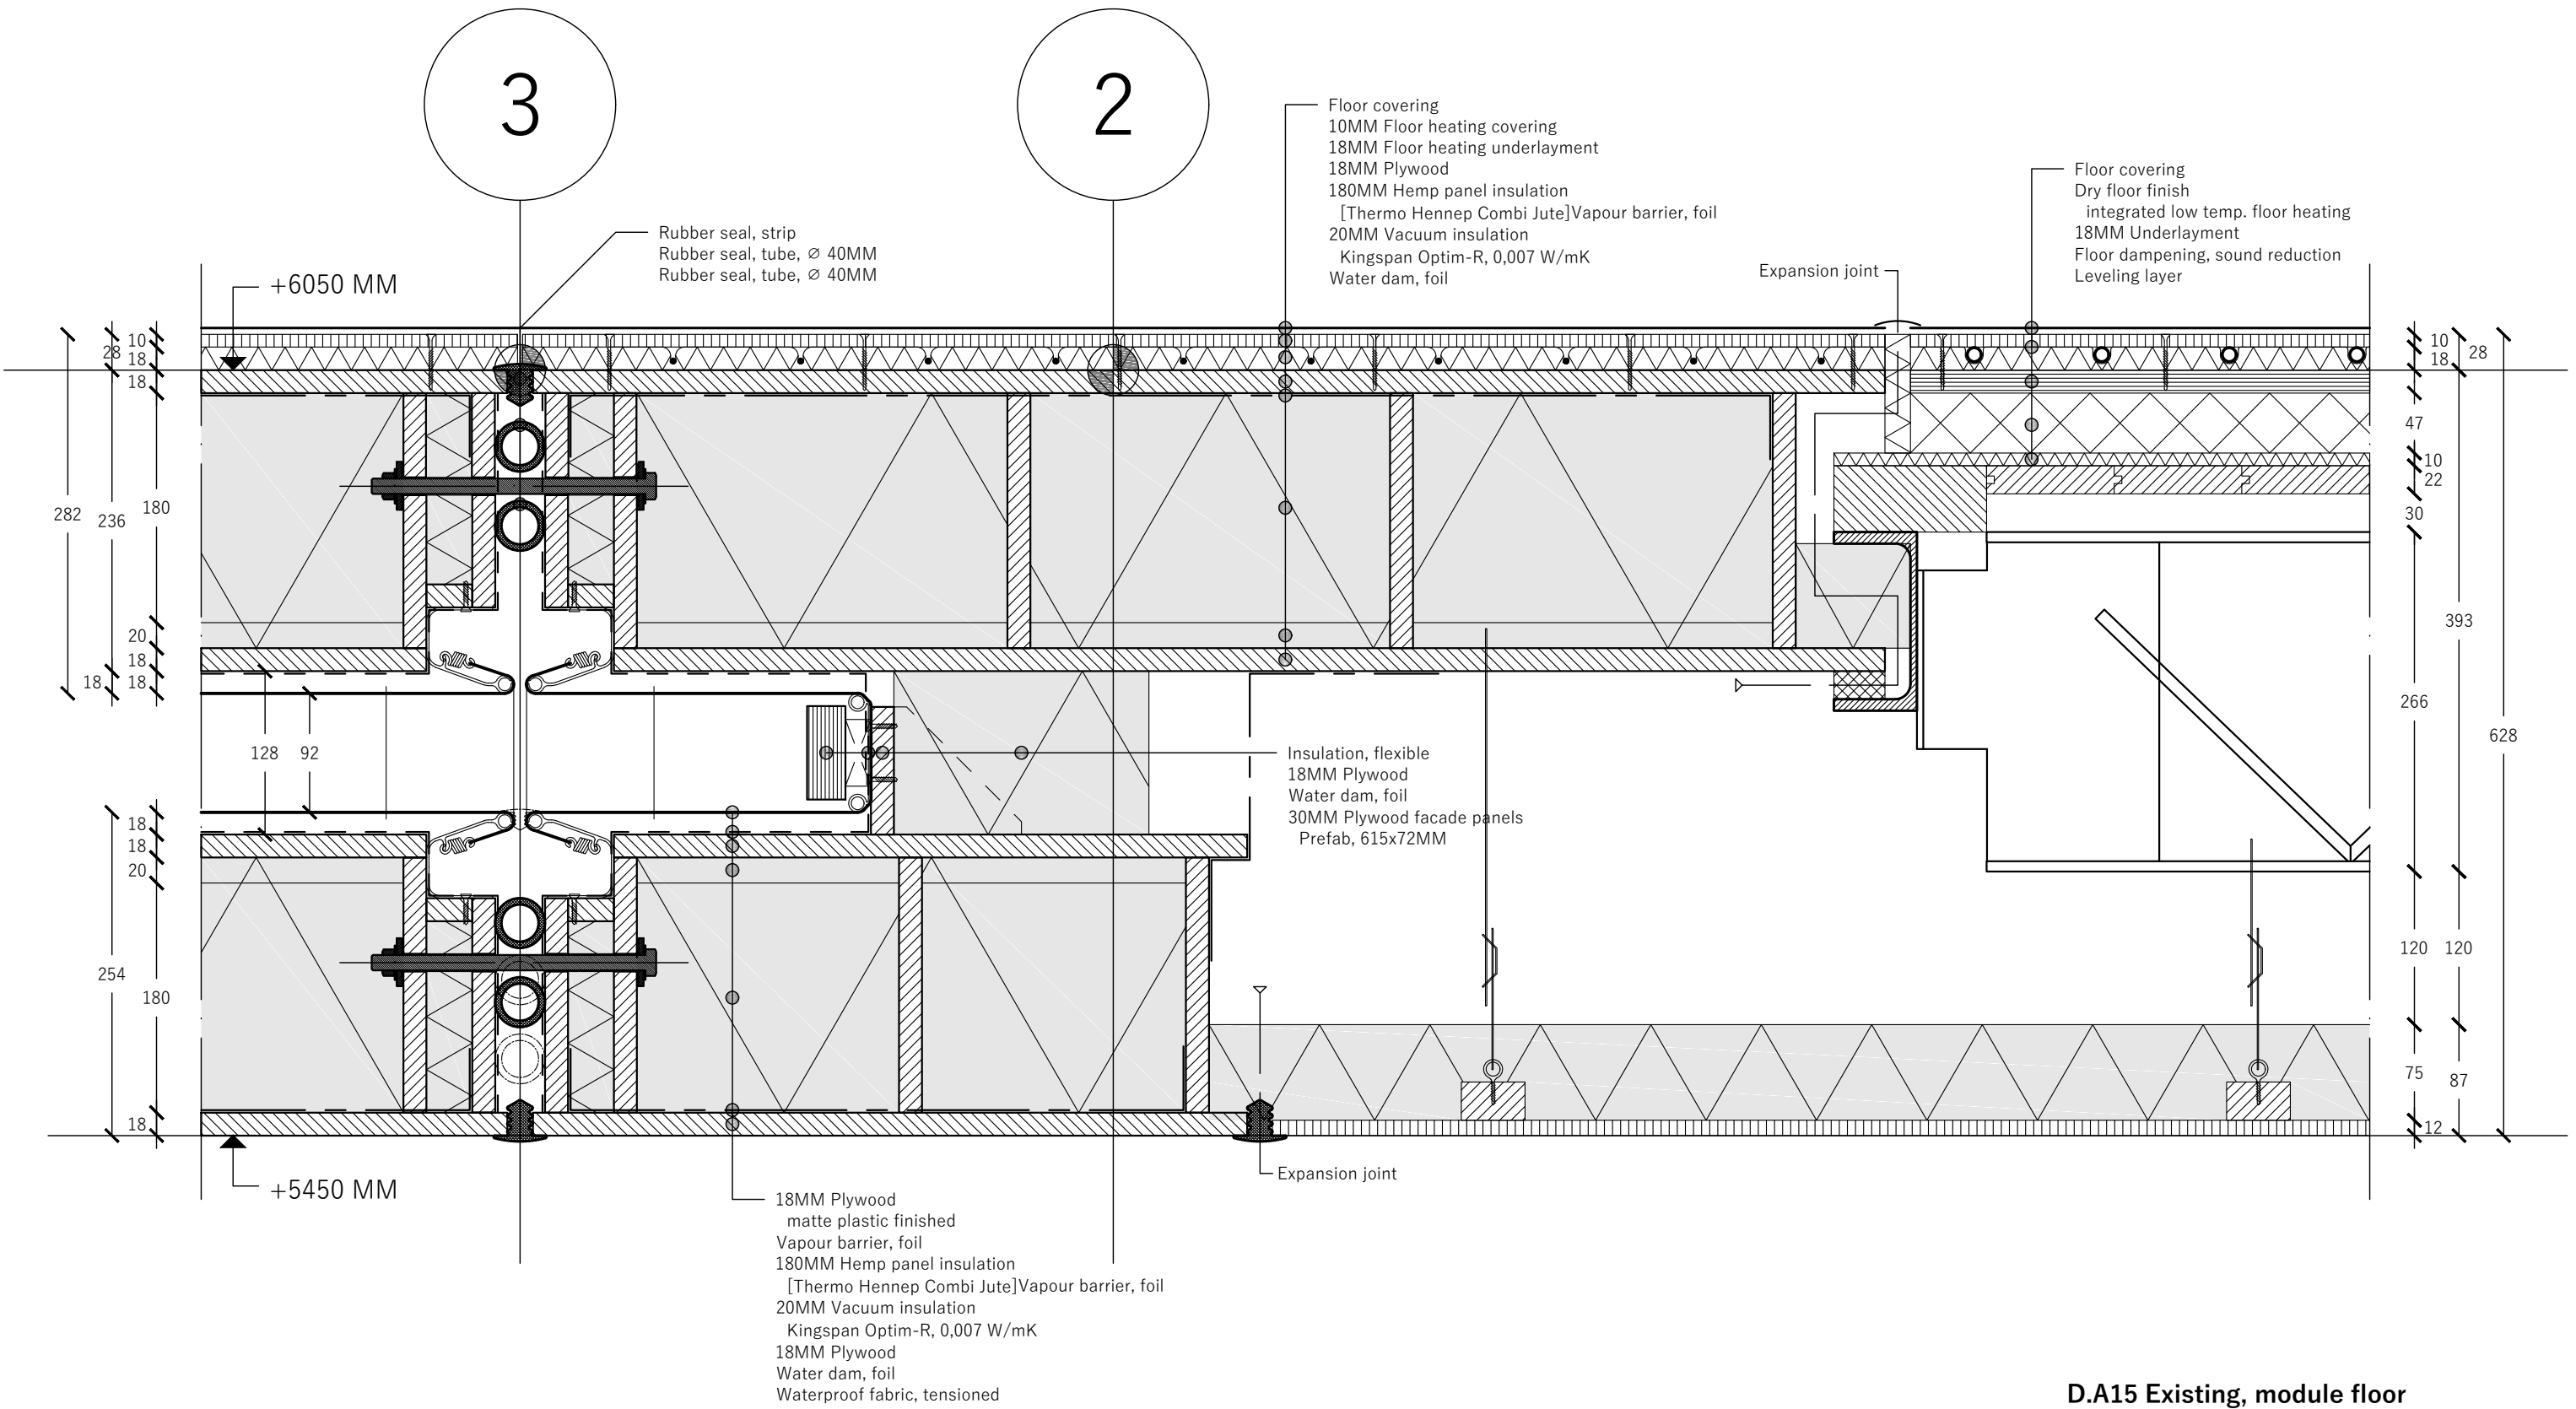 3
2
Floor covering
10MM Floor heating covering
18MM Floor heating underlayment
18MM Plywood
180MM Hemp panel insulation
[Thermo Hennep Combi Jute]Vapour barrier, foil
20MM Vacuum insulation
Kingspan Optim-R, 0,007 W/mK
Water dam, foil
Floor covering
Dry floor finish
integrated low temp. floor heating
18MM Underlayment
Floor dampening, sound reduction
Leveling layer
Rubber seal, strip
Rubber seal, tube, ∅ 40MM
Rubber seal, tube, ∅ 40MM
Expansion joint
+6050 MM
10
28
18
18
282
236
180
20
18
18
18
128
92
18
18
20
254
180
18
10
18
28
47
10
22
30
393
266
628
120
120
75
87
12
Insulation, flexible
18MM Plywood
Water dam, foil
30MM Plywood facade panels
Prefab, 615x72MM
+5450 MM
Expansion joint
18MM Plywood
matte plastic finished
Vapour barrier, foil
180MM Hemp panel insulation
[Thermo Hennep Combi Jute]Vapour barrier, foil
20MM Vacuum insulation
Kingspan Optim-R, 0,007 W/mK
18MM Plywood
Water dam, foil
Waterproof fabric, tensioned
D.A15 Existing, module floor